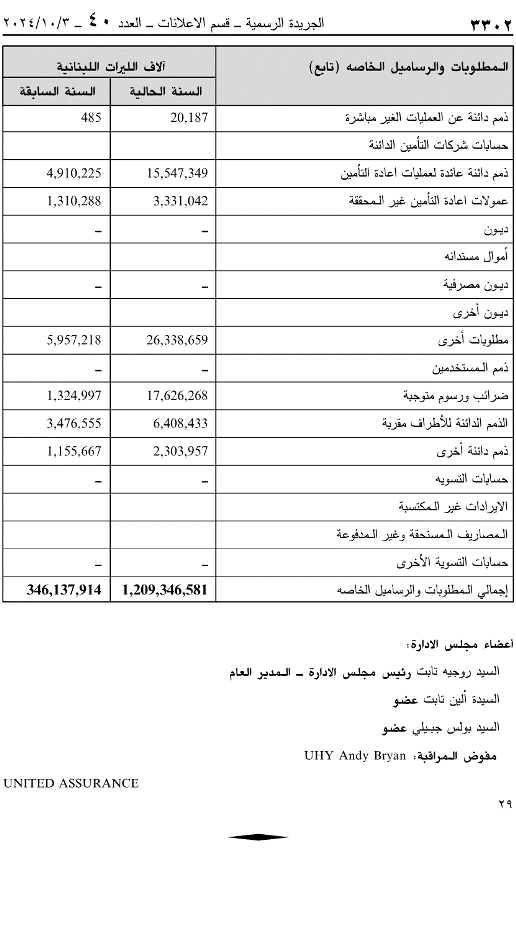 ٣٣٠٢ الجريدة الرسمية ـ قسم الاعلانات ـ العدد ٤٠ ـ ٢٠٢٤/١٠/٣
المطلوبات والرساميل الخاصه (تابع) آلاف الليرات اللبنانية
السنة الحالية السنة السابقة
ذمم دائنة عن العمليات الغير مباشرة 20,187 485
حسابات شركات التأمين الدائنة
ذمم دائنة عائدة لعمليات اعادة التأمين 15,547,349 4,910,225
عمولات اعادة التأمين غير المحققة 3,331,042 1,310,288
ديون – –
أموال مستدانه
ديون مصرفية – –
ديون أخرى
مطلوبات أخرى 26,338,659 5,957,218
ذمم المستخدمين – –
ضرائب ورسوم متوجبة 17,626,268 1,324,997
الذمم الدائنة للأطراف مقربة 6,408,433 3,476,555
ذمم دائنة أخرى 2,303,957 1,155,667
حسابات التسويه – –
الايرادات غير المكتسبة
المصاريف المستحقة وغير المدفوعة
حسابات التسوية الأخرى – –
إجمالي المطلوبات والرساميل الخاصه 1,209,346,581 346,137,914
أعضاء مجلس الادارة:
السيد روجيه تابت رئيس مجلس الادارة ـ المدير العام
السيدة ألين تابت عضو
السيد بولس جبيلي عضو
مفوض المراقبة: UHY Andy Bryan
UNITED ASSURANCE
٢٩